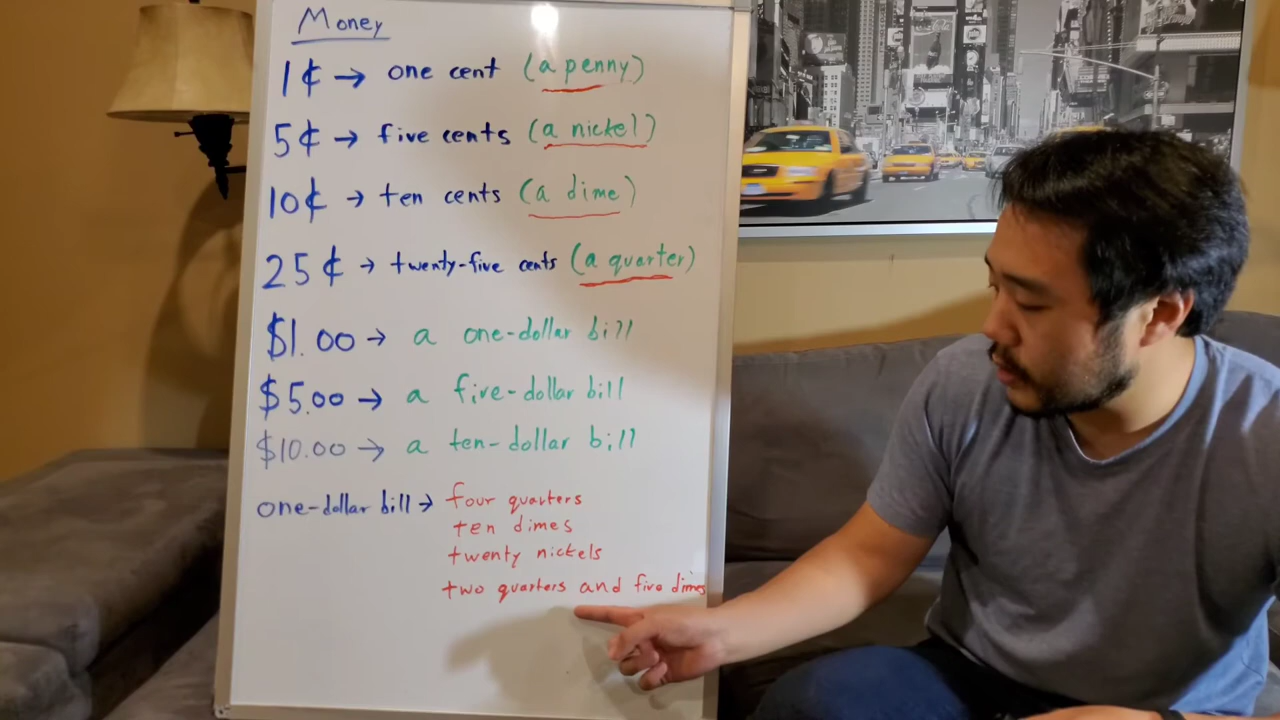 Money
1¢ → one cent (a penny)
5¢ → five cents (a nickel)
10¢ → ten cents (a dime)
25¢ → twenty-five cents (a quarter)
$1.00 → a one-dollar bill
$5.00 → a five-dollar bill
$10.00 → a ten-dollar bill
one-dollar bill → four quarters
ten dimes
twenty nickels
two quarters and five dimes